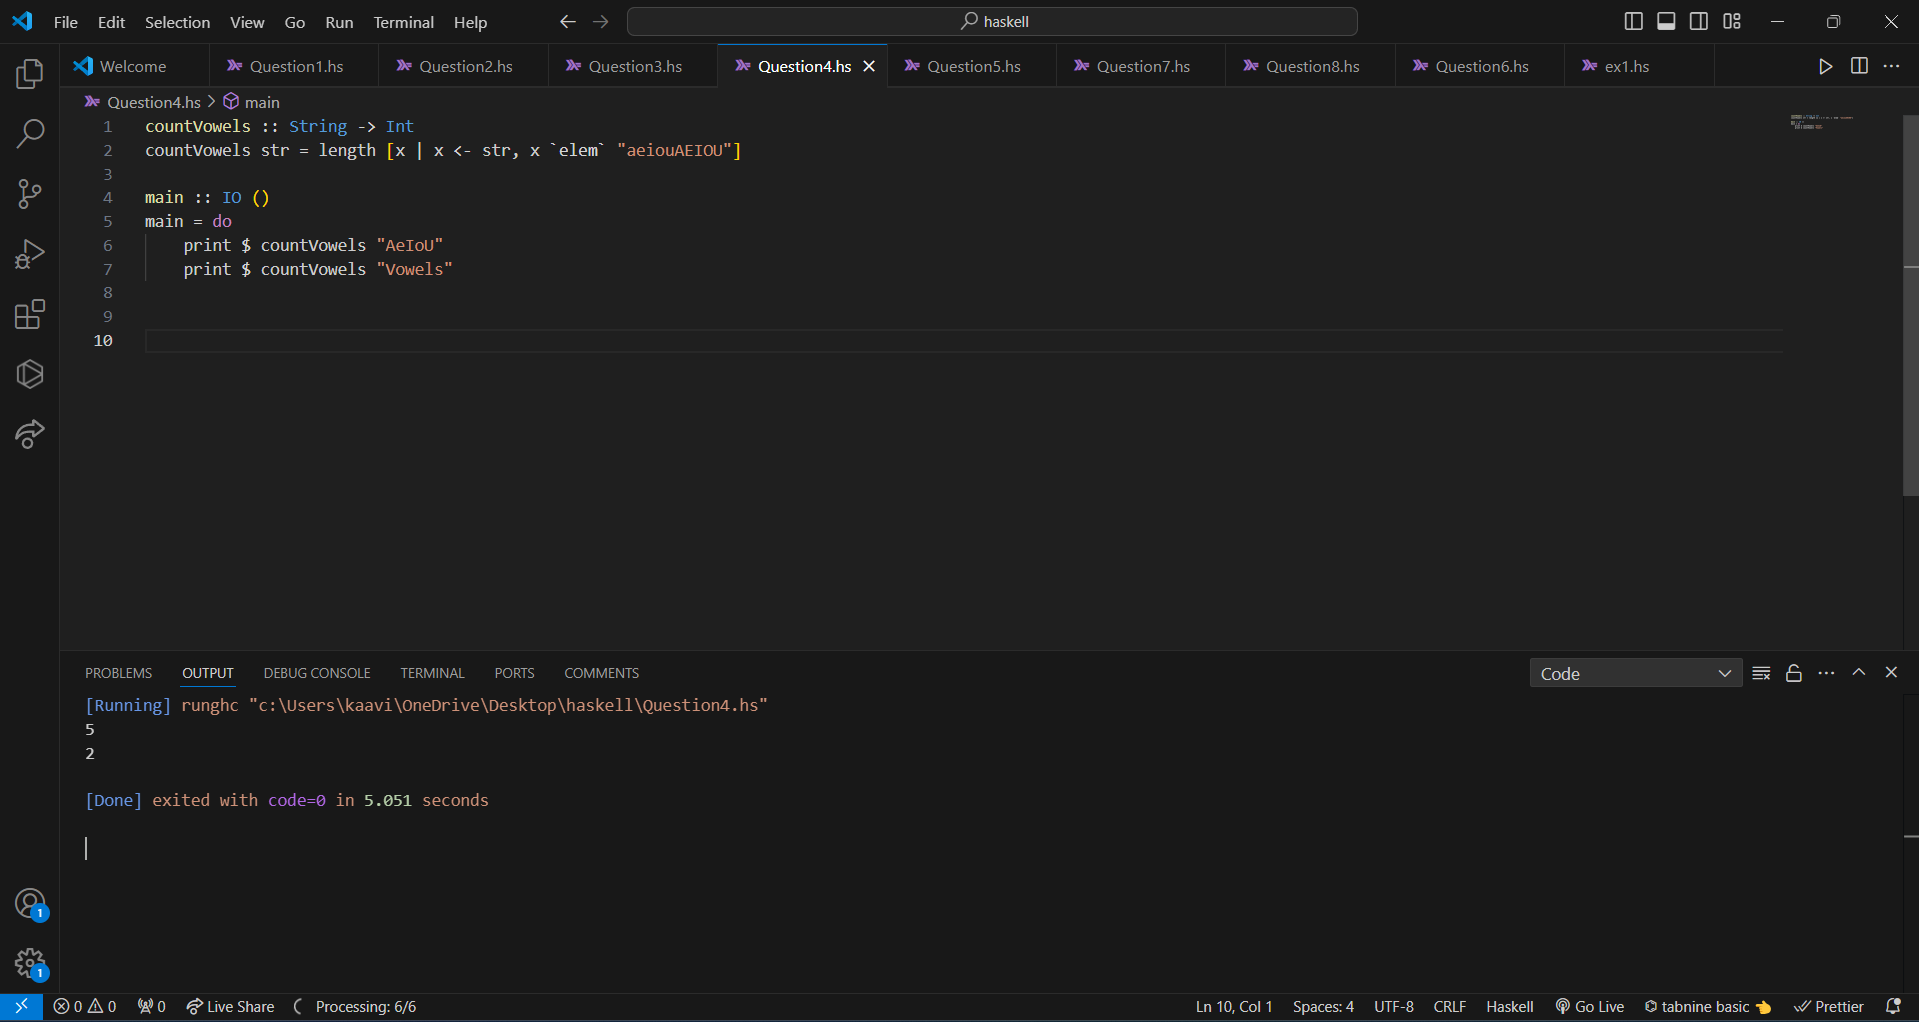 File Edit Selection View Go Run Terminal Help haskell
Welcome Question1.hs Question2.hs Question3.hs Question4.hs Question5.hs Question7.hs Question8.hs Question6.hs ex1.hs
Question4.hs > main
1 countVowels :: String -> Int
2 countVowels str = length [x | x <- str, x `elem` "aeiouAEIOU"]
3
4 main :: IO ()
5 main = do
6 print $ countVowels "AeIoU"
7 print $ countVowels "Vowels"
8
9
10
PROBLEMS OUTPUT DEBUG CONSOLE TERMINAL PORTS COMMENTS Code
[Running] runghc "c:\Users\kaavi\OneDrive\Desktop\haskell\Question4.hs"
5
2
[Done] exited with code=0 in 5.051 seconds
1
1
0 0 0 Live Share Processing: 6/6 Ln 10, Col 1 Spaces: 4 UTF-8 CRLF Haskell Go Live tabnine basic Prettier